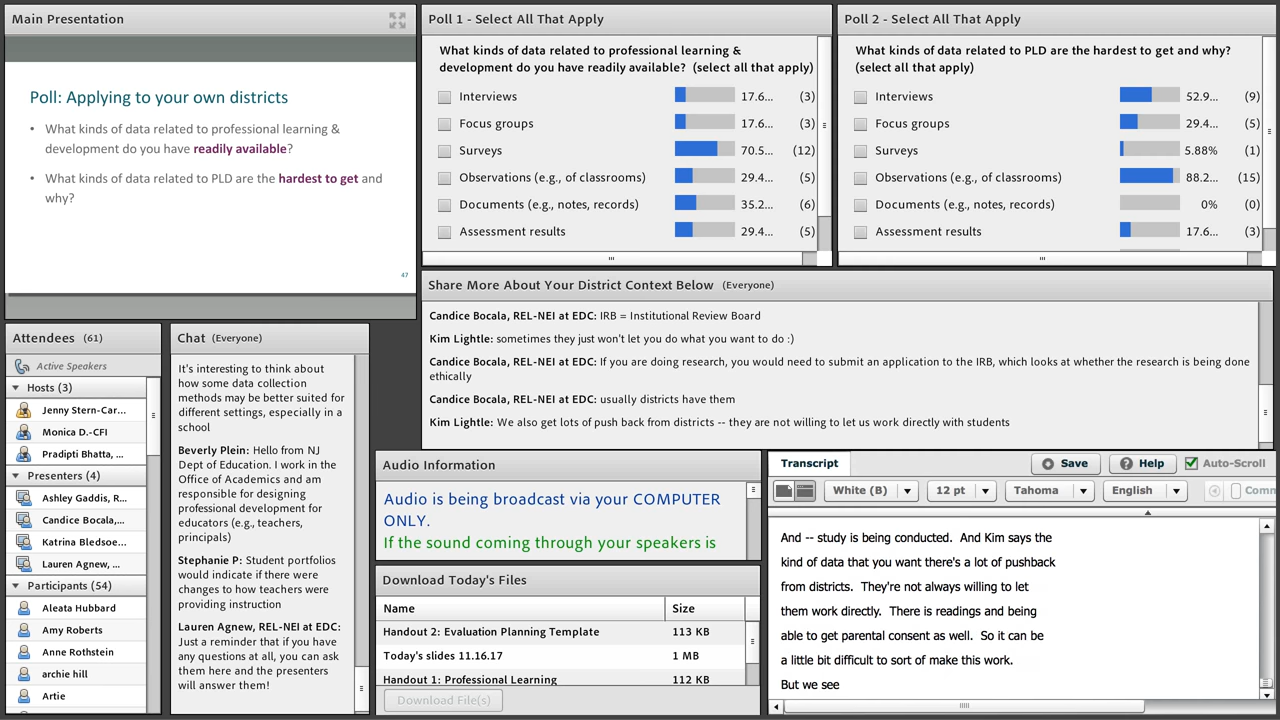 Main Presentation
Poll: Applying to your own districts
• What kinds of data related to professional learning &
development do you have readily available?
• What kinds of data related to PLD are the hardest to get and
why?
47
Poll 1 - Select All That Apply
What kinds of data related to professional learning &
development do you have readily available? (select all that apply)
Interviews 17.6... (3)
Focus groups 17.6... (3)
Surveys 70.5... (12)
Observations (e.g., of classrooms) 29.4... (5)
Documents (e.g., notes, records) 35.2... (6)
Assessment results 29.4... (5)
Poll 2 - Select All That Apply
What kinds of data related to PLD are the hardest to get and why?
(select all that apply)
Interviews 52.9... (9)
Focus groups 29.4... (5)
Surveys 5.88% (1)
Observations (e.g., of classrooms) 88.2... (15)
Documents (e.g., notes, records) 0% (0)
Assessment results 17.6... (3)
Share More About Your District Context Below (Everyone)
Candice Bocala, REL-NEI at EDC: IRB = Institutional Review Board
Kim Lightle: sometimes they just won't let you do what you want to do :)
Candice Bocala, REL-NEI at EDC: If you are doing research, you would need to submit an application to the IRB, which looks at whether the research is being done
ethically
Candice Bocala, REL-NEI at EDC: usually districts have them
Kim Lightle: We also get lots of push back from districts -- they are not willing to let us work directly with students
Attendees (61)
Active Speakers
Hosts (3)
Jenny Stern-Car...
Monica D.-CFI
Pradipti Bhatta, ...
Presenters (4)
Ashley Gaddis, R...
Candice Bocala,...
Katrina Bledsoe...
Lauren Agnew, ...
Participants (54)
Aleata Hubbard
Amy Roberts
Anne Rothstein
archie hill
Artie
Chat (Everyone)
It's interesting to think about
how some data collection
methods may be better suited for
different settings, especially in a
school
Beverly Plein: Hello from NJ
Dept of Education. I work in the
Office of Academics and am
responsible for designing
professional development for
educators (e.g., teachers,
principals)
Stephanie P: Student portfolios
would indicate if there were
changes to how teachers were
providing instruction
Lauren Agnew, REL-NEI at EDC:
Just a reminder that if you have
any questions at all, you can ask
them here and the presenters
will answer them!
Audio Information
Audio is being broadcast via your COMPUTER
ONLY.
If the sound coming through your speakers is
Download Today's Files
Name Size
Handout 2: Evaluation Planning Template 113 KB
Today's slides 11.16.17 1 MB
Handout 1: Professional Learning 112 KB
Download File(s)
Transcript Save Help Auto-Scroll
White (B) 12 pt Tahoma English Comm
And -- study is being conducted. And Kim says the
kind of data that you want there's a lot of pushback
from districts. They're not always willing to let
them work directly. There is readings and being
able to get parental consent as well. So it can be
a little bit difficult to sort of make this work.
But we see